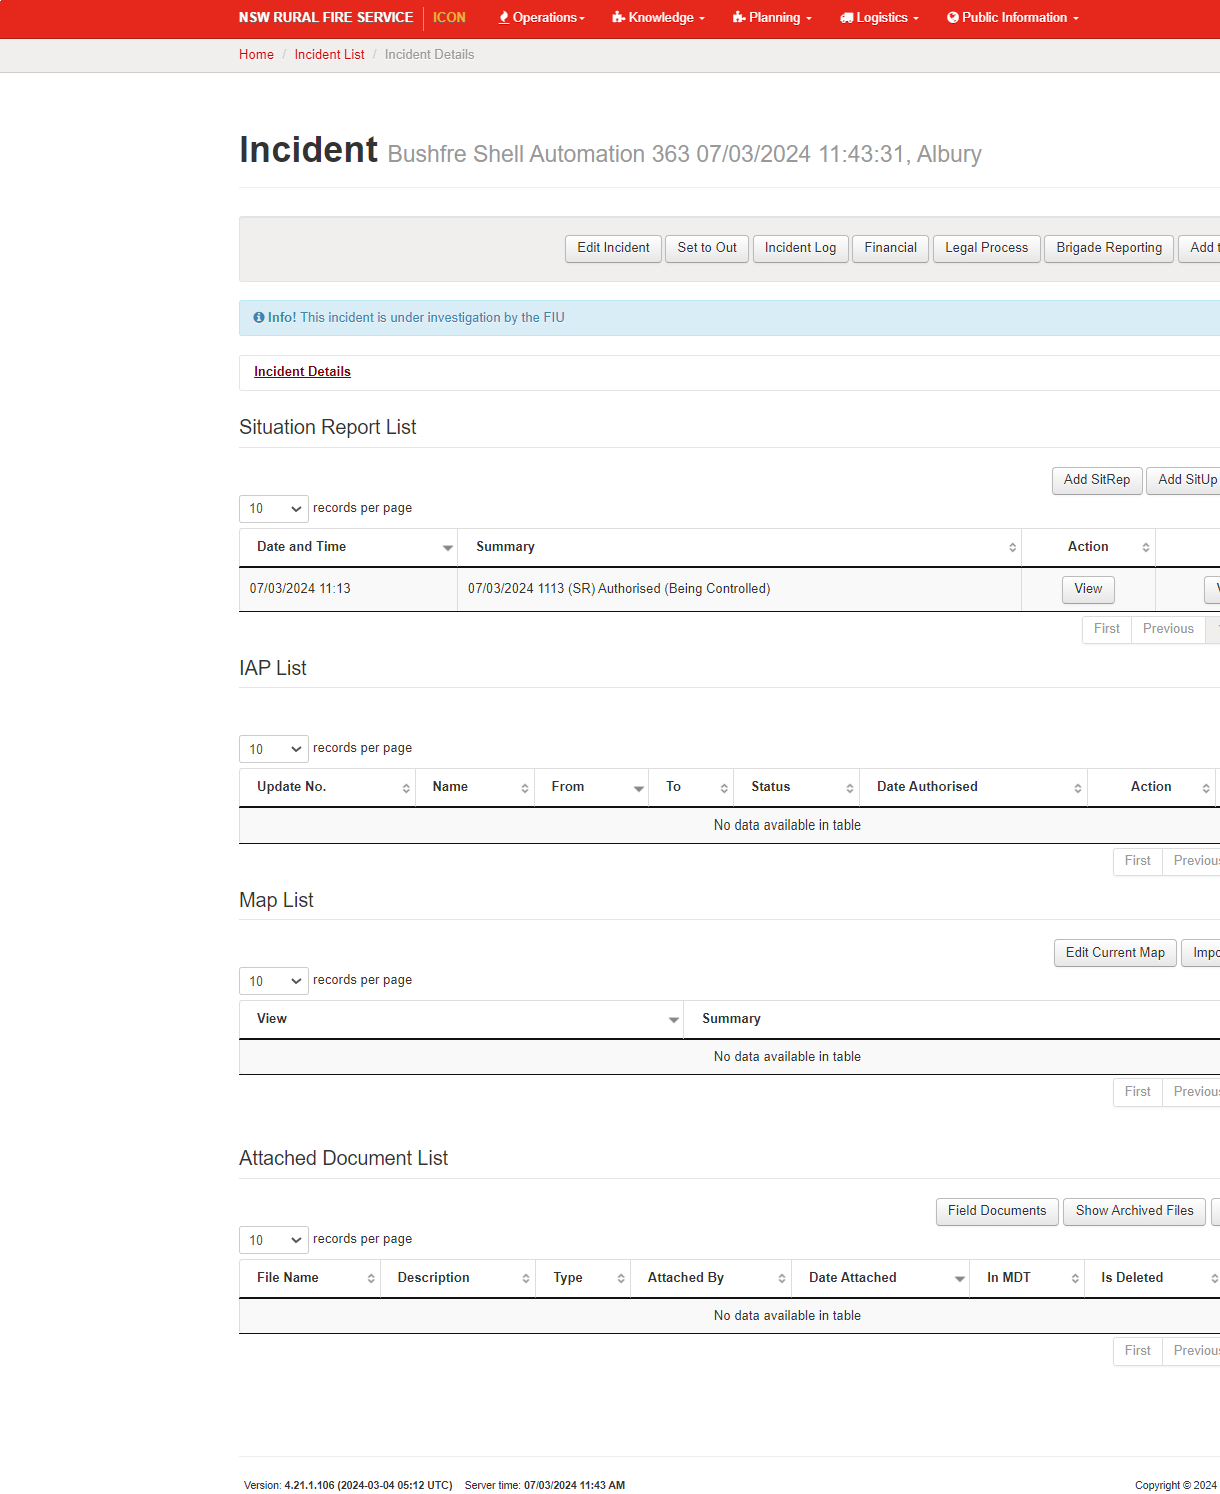 NSW RURAL FIRE SERVICE ICON Operations Knowledge Planning Logistics Public Information
Home / Incident List / Incident Details
Incident Bushfre Shell Automation 363 07/03/2024 11:43:31, Albury
Edit Incident Set to Out Incident Log Financial Legal Process Brigade Reporting Add
Info! This incident is under investigation by the FIU
Incident Details
Situation Report List
Add SitRep Add SitUp
10 records per page
Date and Time Summary Action
07/03/2024 11:13 07/03/2024 1113 (SR) Authorised (Being Controlled) View
First Previous
IAP List
10 records per page
Update No. Name From To Status Date Authorised Action
No data available in table
First Previous
Map List
Edit Current Map Impo
10 records per page
View Summary
No data available in table
First Previous
Attached Document List
Field Documents Show Archived Files
10 records per page
File Name Description Type Attached By Date Attached In MDT Is Deleted
No data available in table
First Previous
Version: 4.21.1.106 (2024-03-04 05:12 UTC) Server time: 07/03/2024 11:43 AM Copyright © 2024